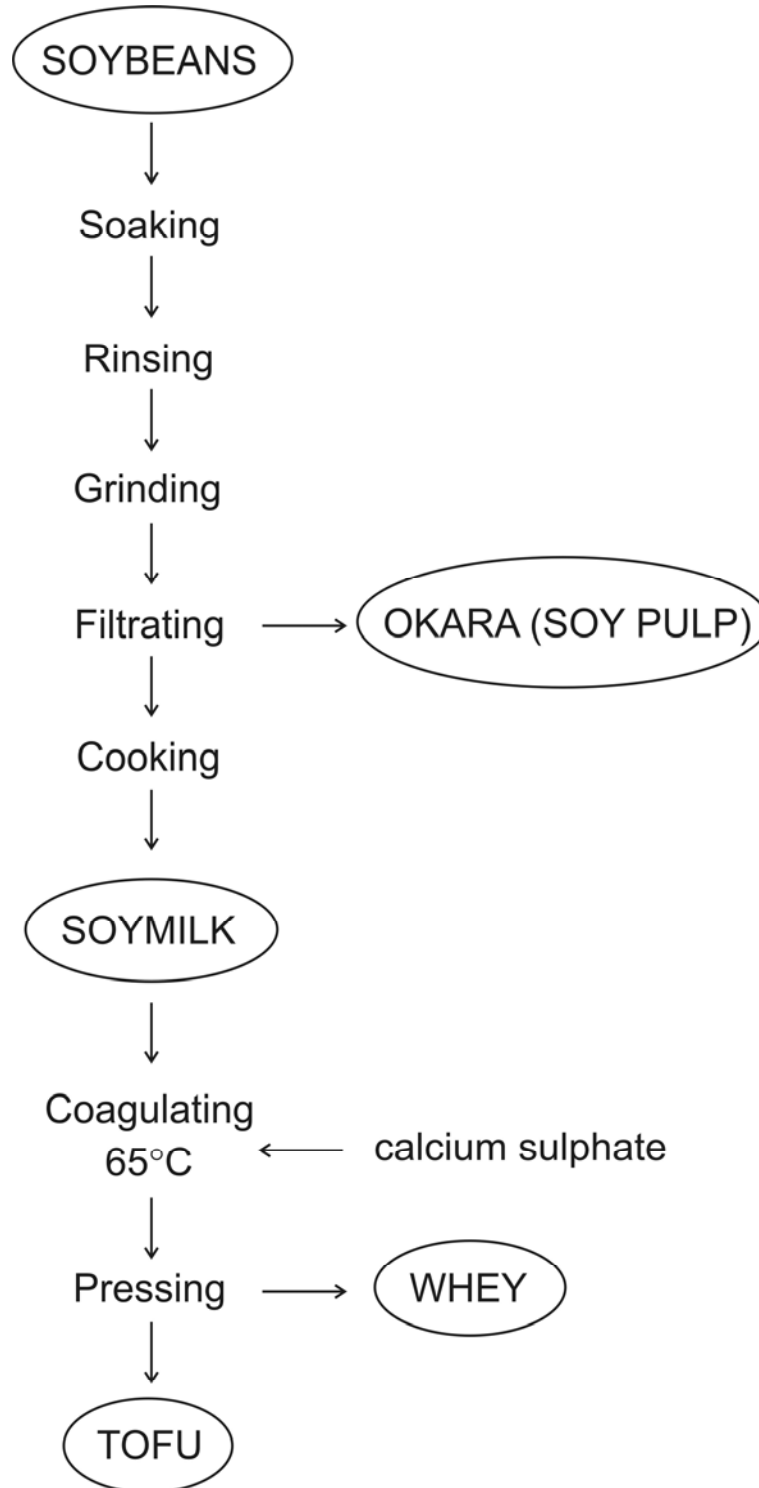 SOYBEANS
Soaking
Rinsing
Grinding
Filtrating
OKARA (SOY PULP)
Cooking
SOYMILK
Coagulating
65°C
calcium sulphate
Pressing
WHEY
TOFU